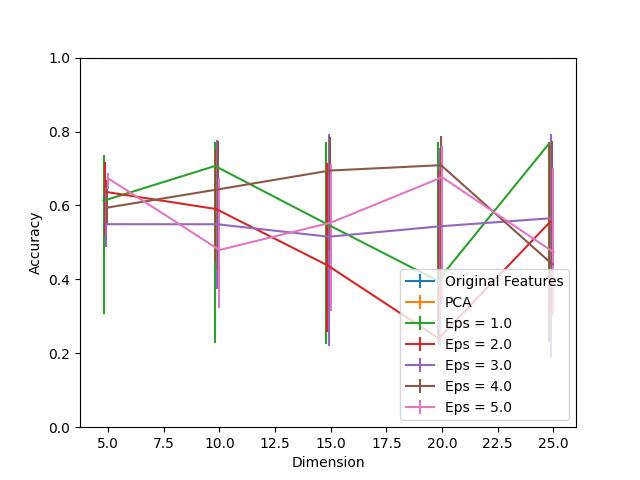 1.0
0.8
0.6
0.4
0.2
0.0
Accuracy
5.0 7.5 10.0 12.5 15.0 17.5 20.0 22.5 25.0
Dimension
Original Features
PCA
Eps = 1.0
Eps = 2.0
Eps = 3.0
Eps = 4.0
Eps = 5.0